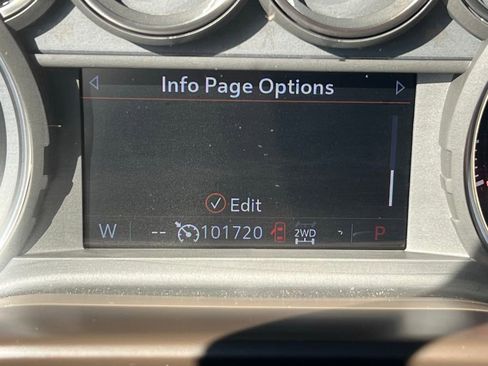 Info Page Options
Edit
W -- 101720 2WD P